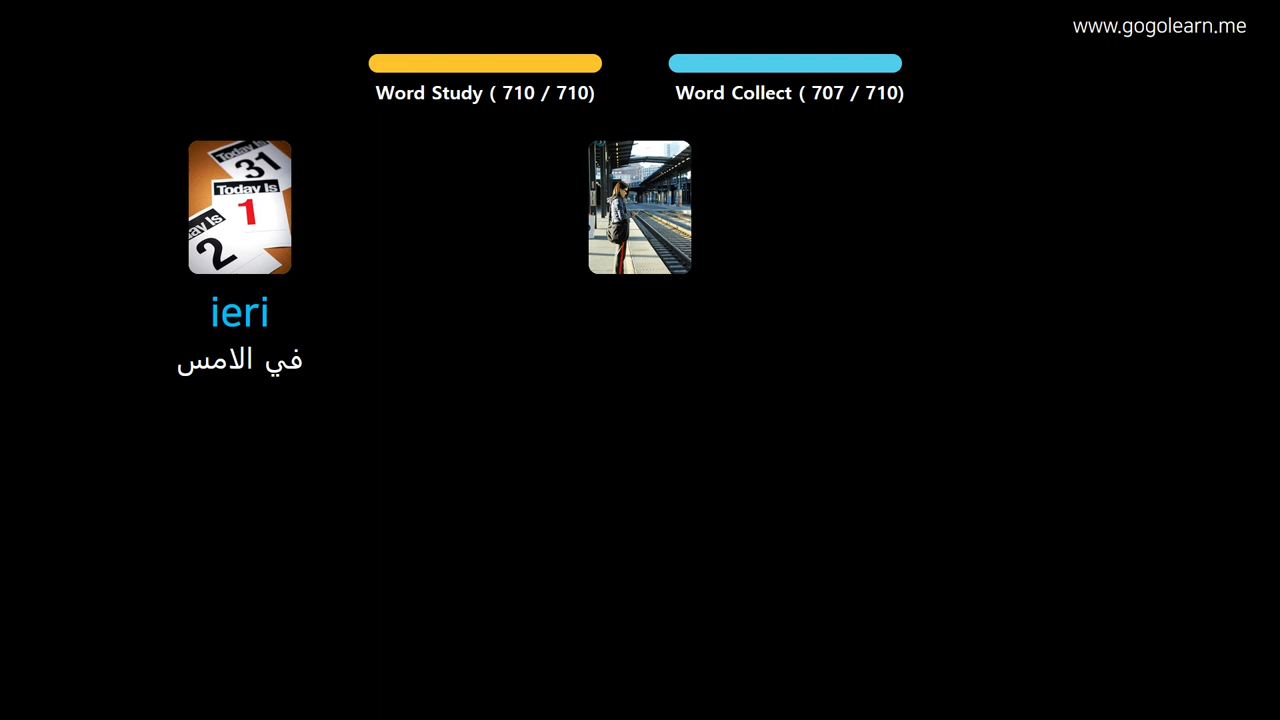 www.gogolearn.me
Word Study ( 710 / 710)
Word Collect ( 707 / 710)
Today Is
31
Today Is
1
ay Is
2
ieri
في الامس